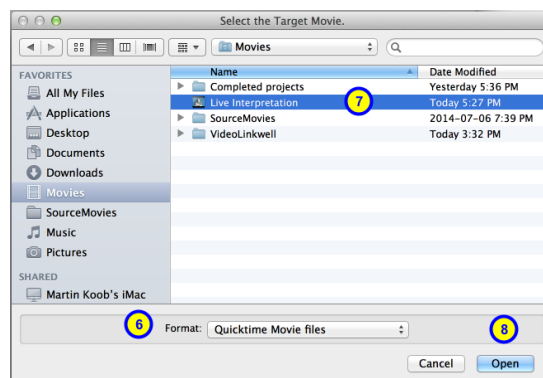 Select the Target Movie.
Movies
FAVORITES
All My Files
Applications
Desktop
Documents
Downloads
Movies
SourceMovies
Music
Pictures
SHARED
Martin Koob's iMac
Name Date Modified
Completed projects Yesterday 5:36 PM
Live Interpretation 7 Today 5:27 PM
SourceMovies 2014-07-06 7:39 PM
VideoLinkwell Today 3:32 PM
6 Format: Quicktime Movie files 8
Cancel Open